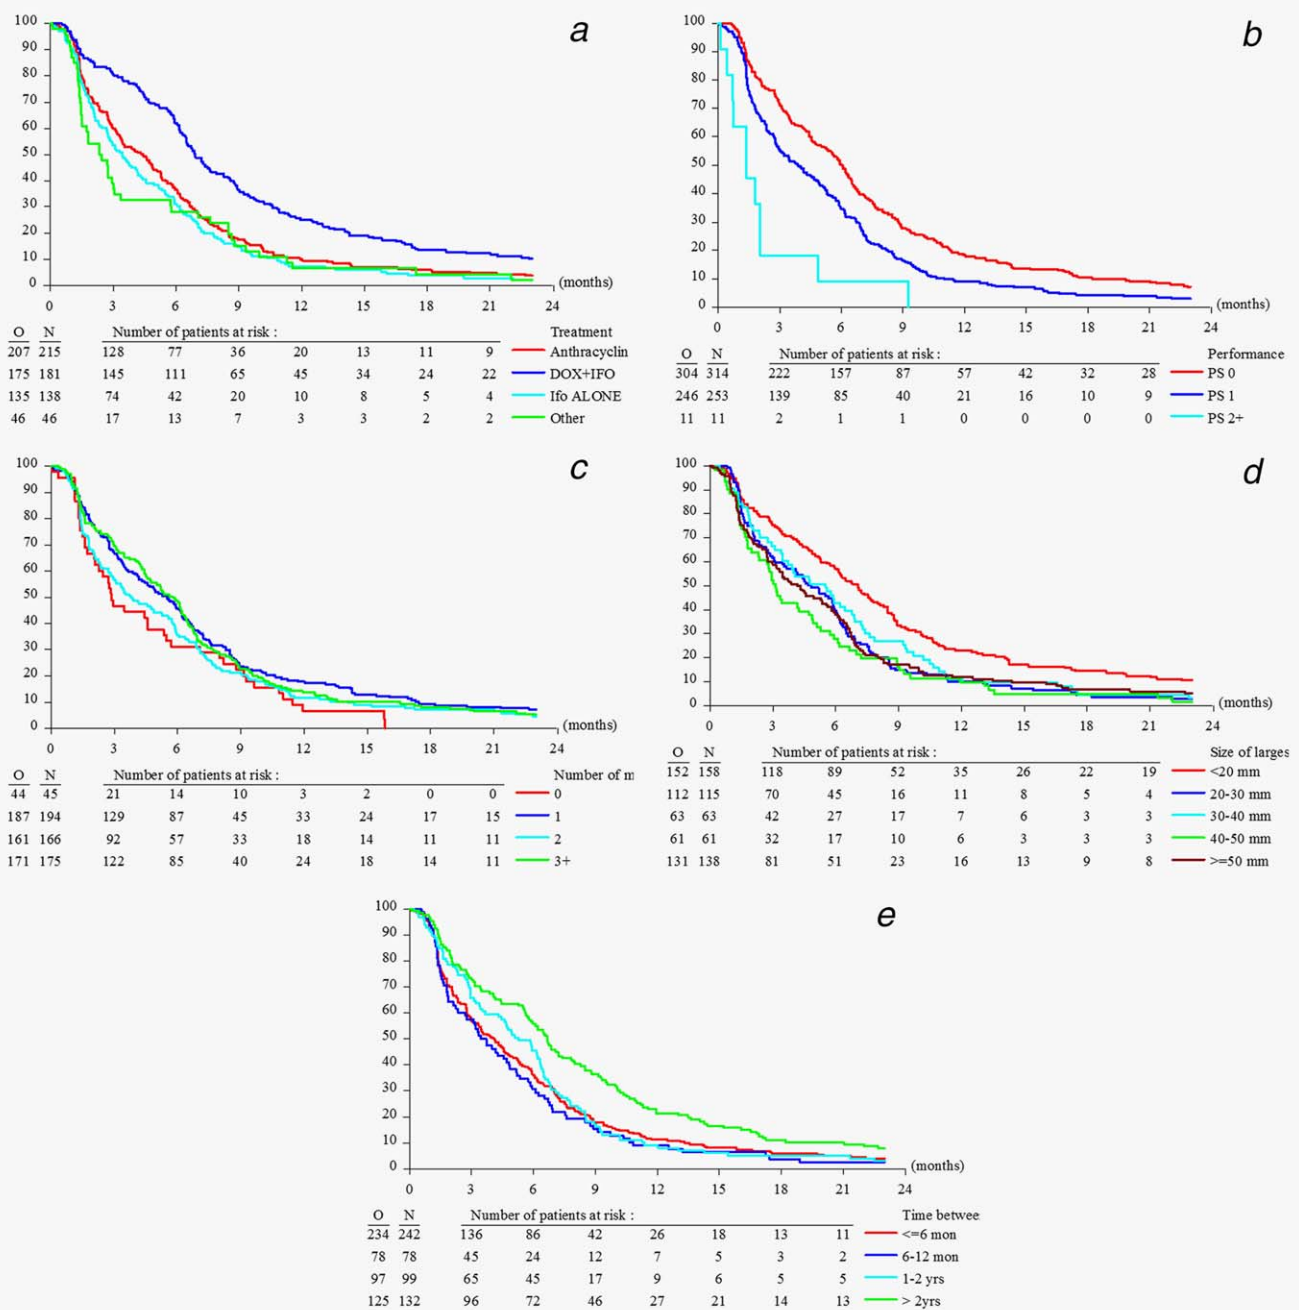 a
100
90
80
70
60
50
40
30
20
10
0
(months)
0 3 6 9 12 15 18 21 24
O N Number of patients at risk : Treatment
207 215 128 77 36 20 13 11 9 Anthracyclin
175 181 145 111 65 45 34 24 22 DOX+IFO
135 138 74 42 20 10 8 5 4 Ifo ALONE
46 46 17 13 7 3 3 2 2 Other
b
100
90
80
70
60
50
40
30
20
10
0
(months)
0 3 6 9 12 15 18 21 24
O N Number of patients at risk : Performance
304 314 222 157 87 57 42 32 28 PS 0
246 253 139 85 40 21 16 10 9 PS 1
11 11 2 1 1 0 0 0 0 PS 2+
c
100
90
80
70
60
50
40
30
20
10
0
(months)
0 3 6 9 12 15 18 21 24
O N Number of patients at risk : Number of m
44 45 21 14 10 3 2 0 0 0
187 194 129 87 45 33 24 17 15 1
161 166 92 57 33 18 14 11 11 2
171 175 122 85 40 24 18 14 11 3+
d
100
90
80
70
60
50
40
30
20
10
0
(months)
0 3 6 9 12 15 18 21 24
O N Number of patients at risk : Size of larges
152 158 118 89 52 35 26 22 19 <20 mm
112 115 70 45 16 11 8 5 4 20-30 mm
63 63 42 27 17 7 6 3 3 30-40 mm
61 61 32 17 10 6 3 3 3 40-50 mm
131 138 81 51 23 16 13 9 8 >=50 mm
e
100
90
80
70
60
50
40
30
20
10
0
(months)
0 3 6 9 12 15 18 21 24
O N Number of patients at risk : Time betwee
234 242 136 86 42 26 18 13 11 <=6 mon
78 78 45 24 12 7 5 3 2 6-12 mon
97 99 65 45 17 9 6 5 5 1-2 yrs
125 132 96 72 46 27 21 14 13 > 2yrs